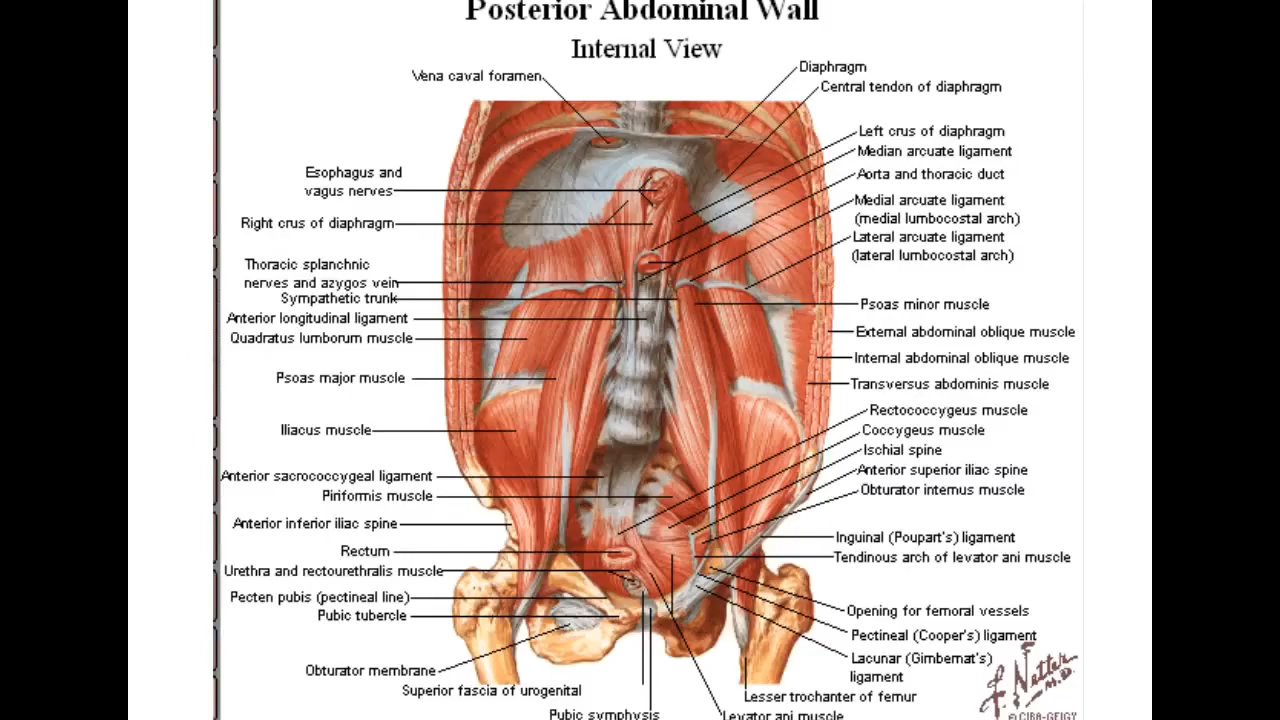 Posterior Abdominal Wall
Internal View
Vena caval foramen
Esophagus and
vagus nerves
Right crus of diaphragm
Thoracic splanchnic
nerves and azygos vein
Sympathetic trunk
Anterior longitudinal ligament
Quadratus lumborum muscle
Psoas major muscle
Iliacus muscle
Anterior sacrococcygeal ligament
Piriformis muscle
Anterior inferior iliac spine
Rectum
Urethra and rectourethralis muscle
Pecten pubis (pectineal line)
Pubic tubercle
Obturator membrane
Superior fascia of urogenital
Pubic symphysis
Diaphragm
Central tendon of diaphragm
Left crus of diaphragm
Median arcuate ligament
Aorta and thoracic duct
Medial arcuate ligament
(medial lumbocostal arch)
Lateral arcuate ligament
(lateral lumbocostal arch)
Psoas minor muscle
External abdominal oblique muscle
Internal abdominal oblique muscle
Transversus abdominis muscle
Rectococcygeus muscle
Coccygeus muscle
Ischial spine
Anterior superior iliac spine
Obturator internus muscle
Inguinal (Poupart's) ligament
Tendinous arch of levator ani muscle
Opening for femoral vessels
Pectineal (Cooper's) ligament
Lacunar (Gimbernat's)
ligament
Lesser trochanter of femur
Levator ani muscle
F. Netter
M.D.
© CIBA-GEIGY